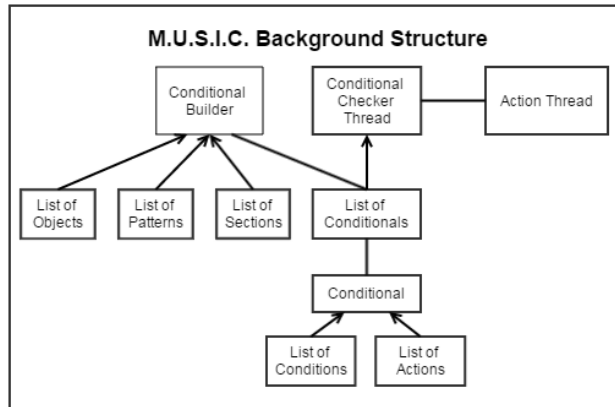 M.U.S.I.C. Background Structure
Conditional
Builder
Conditional
Checker
Thread
Action Thread
List of
Objects
List of
Patterns
List of
Sections
List of
Conditionals
Conditional
List of
Conditions
List of
Actions